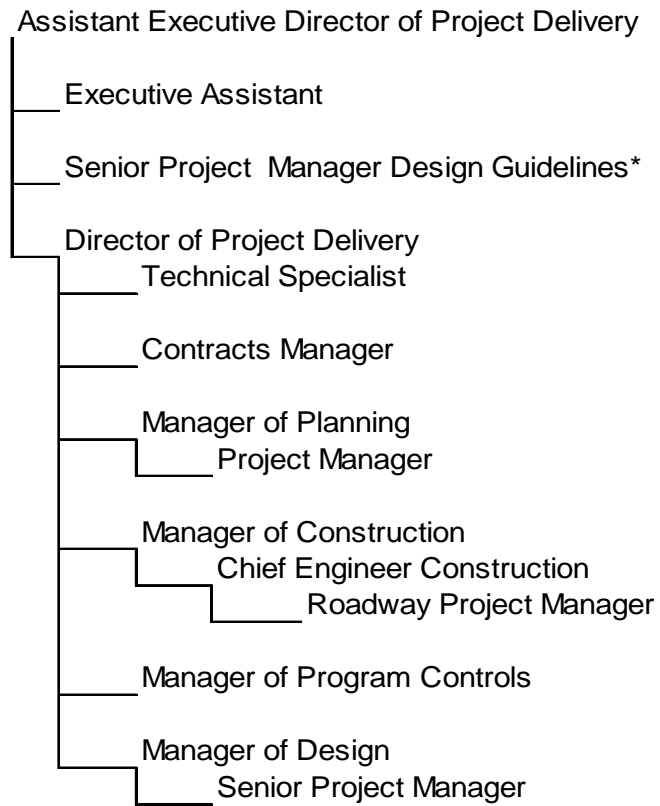 Assistant Executive Director of Project Delivery
Executive Assistant
Senior Project Manager Design Guidelines*
Director of Project Delivery
Technical Specialist
Contracts Manager
Manager of Planning
Project Manager
Manager of Construction
Chief Engineer Construction
Roadway Project Manager
Manager of Program Controls
Manager of Design
Senior Project Manager